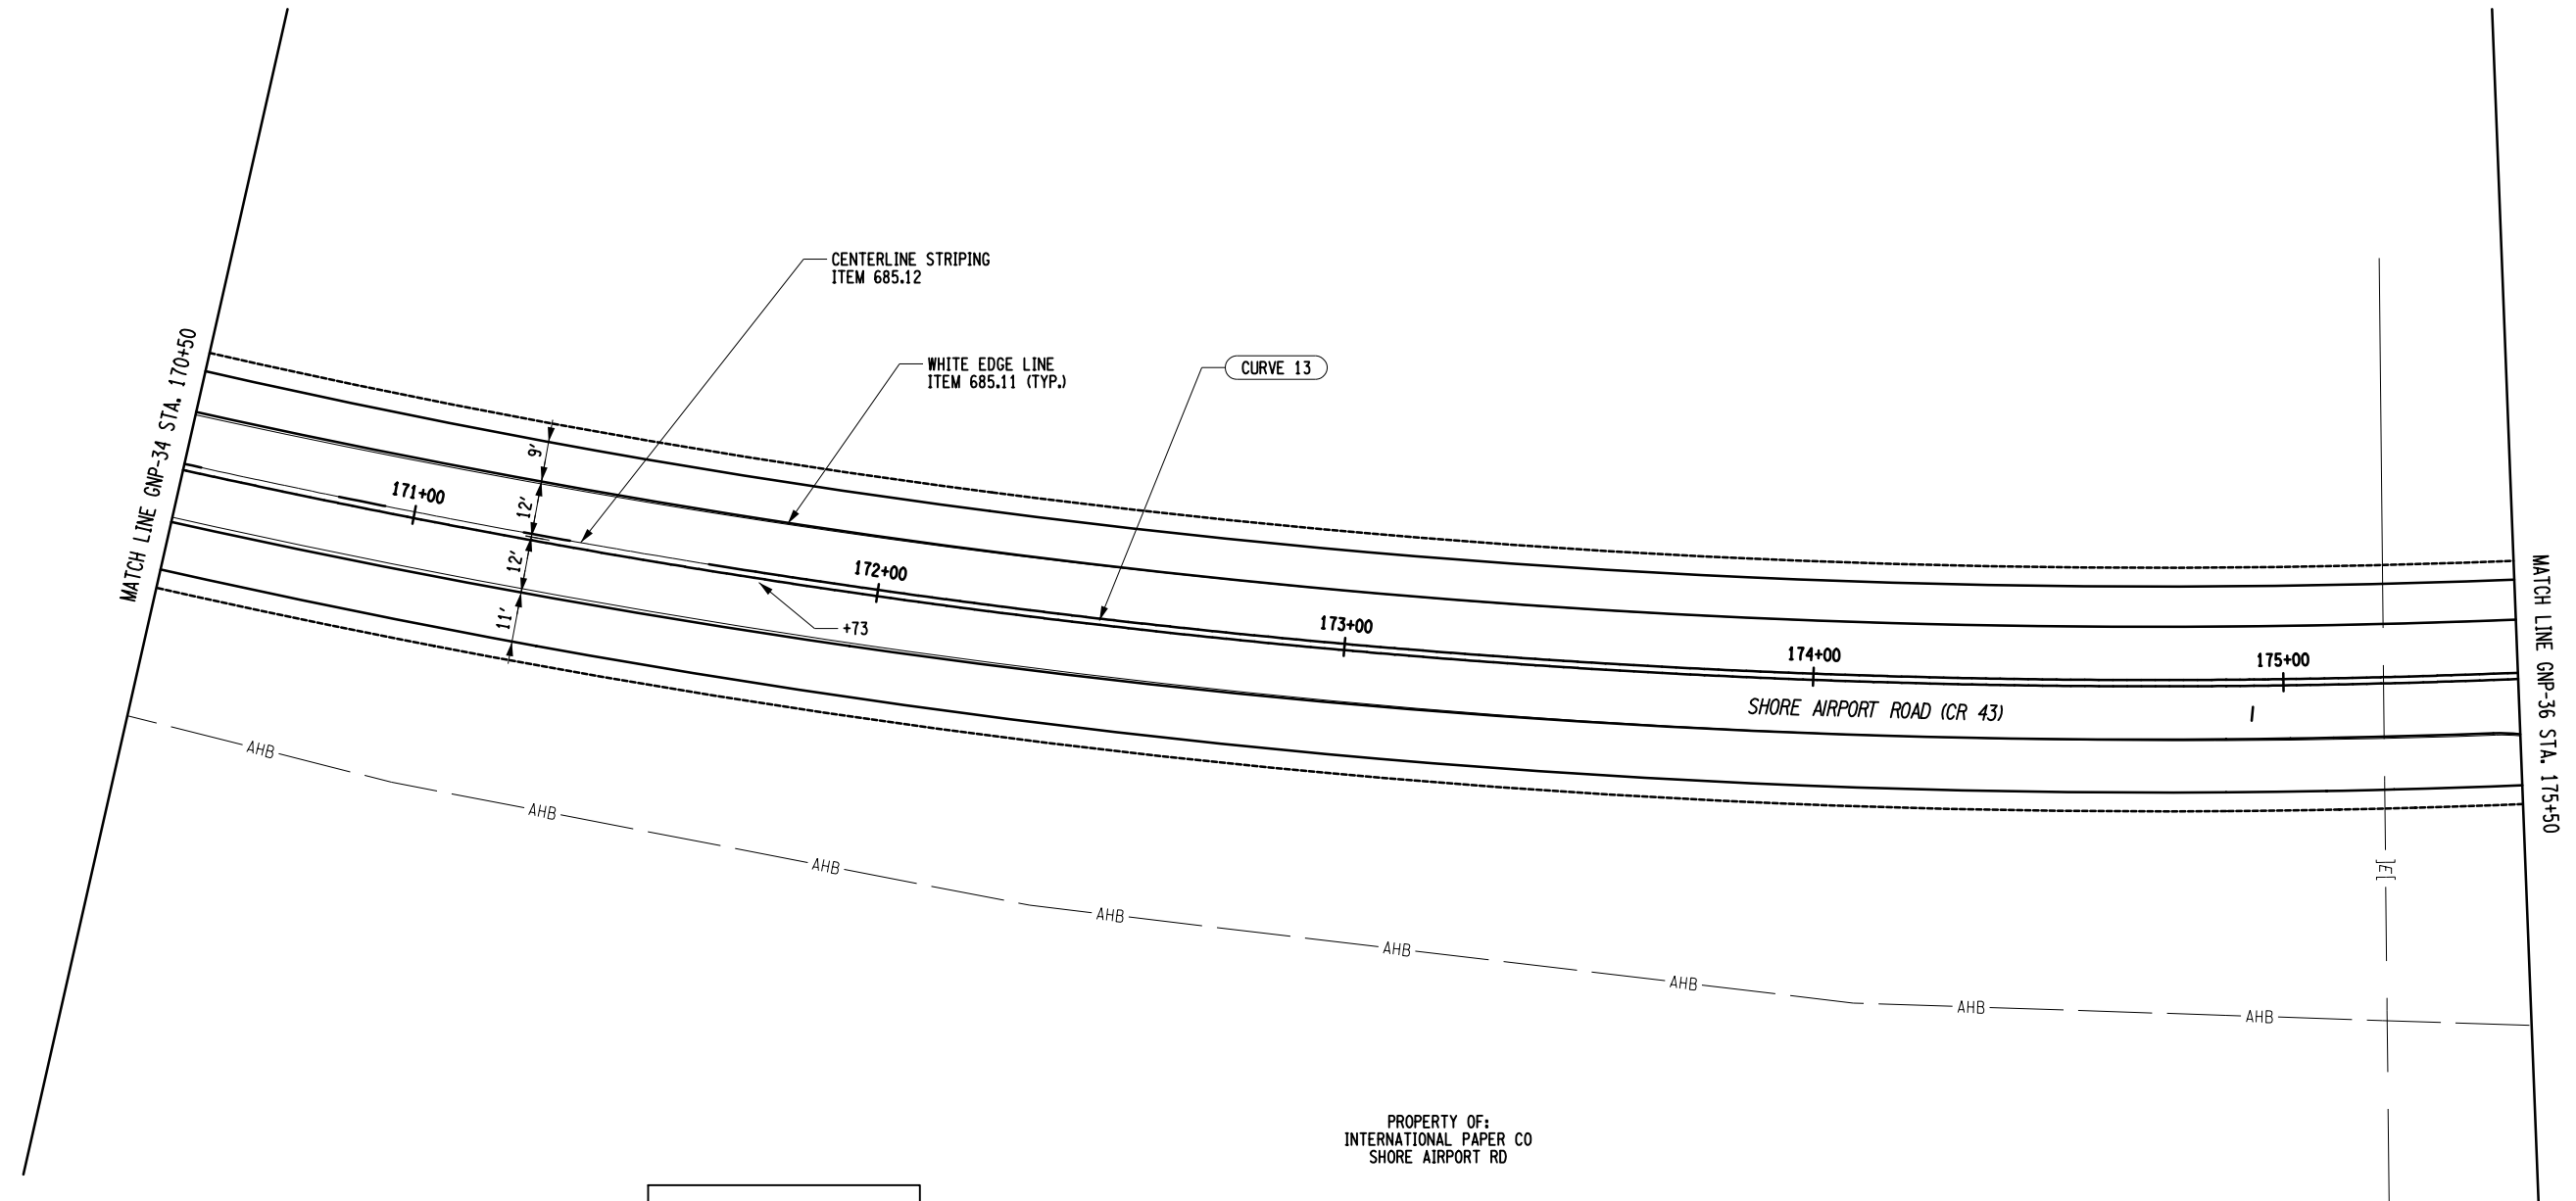 CENTERLINE STRIPING
ITEM 685.12
WHITE EDGE LINE
ITEM 685.11 (TYP.)
CURVE 13
MATCH LINE GNP-34 STA. 170+50
9'
12'
12'
11'
171+00
172+00
+73
173+00
174+00
175+00
SHORE AIRPORT ROAD (CR 43)
MATCH LINE GNP-36 STA. 175+50
AHB
AHB
AHB
AHB
AHB
AHB
AHB
AHB
]E[
PROPERTY OF:
INTERNATIONAL PAPER CO
SHORE AIRPORT RD